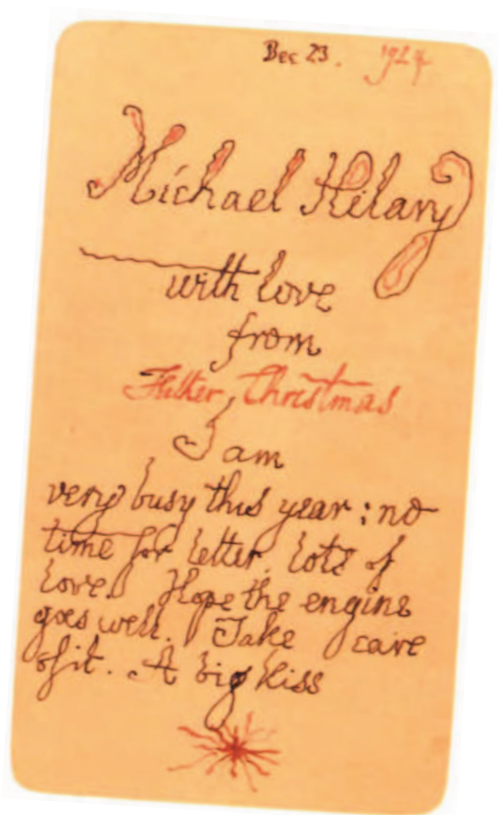 Dec 23. 1924
Michael Hilary
with love
from
Father Christmas
I am
very busy this year : no
time for letter. lots of
love. Hope the engine
goes well. Take care
of it. A big kiss